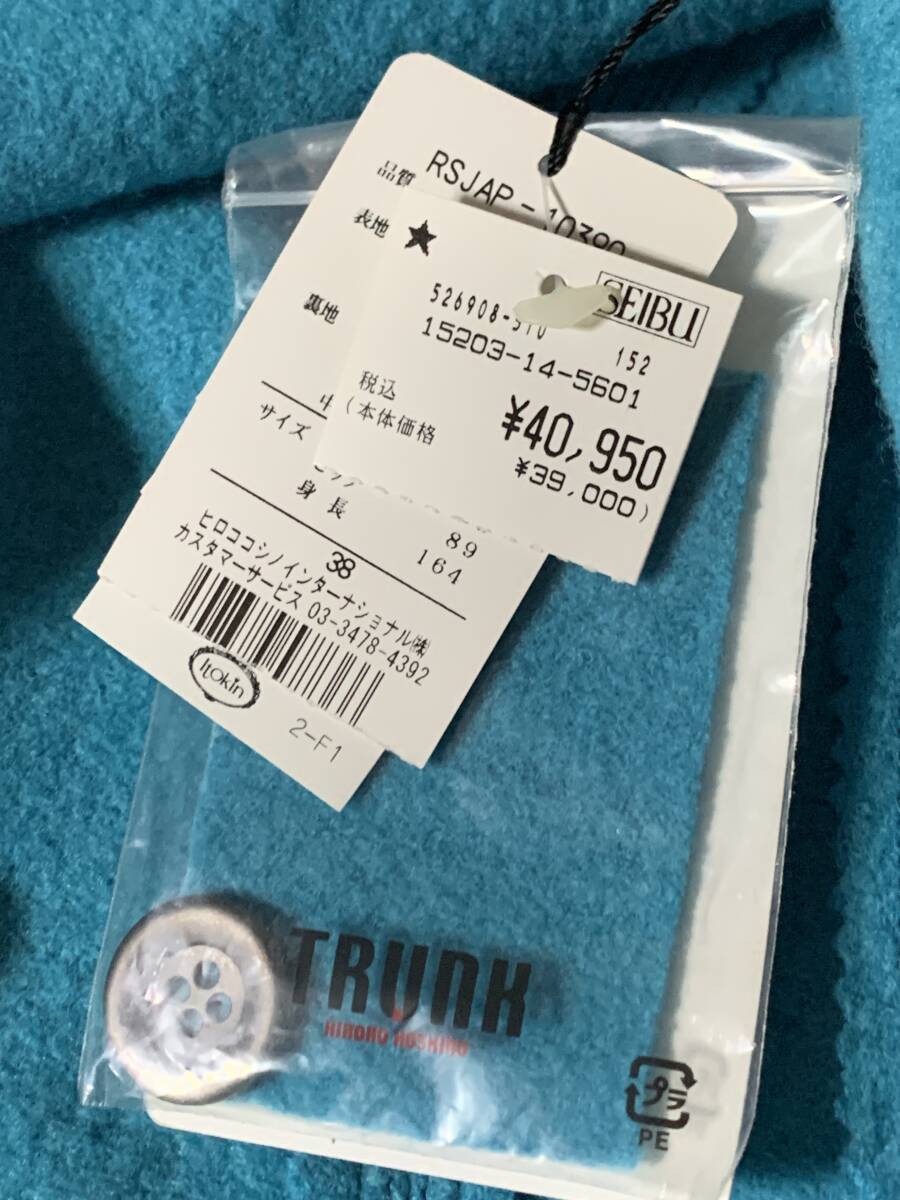 品質 RSJAP-10390
表地
裏地
サイズ
身長
89
164
38
ヒロココシノインターナショナル㈱
カスタマーサービス 03-3478-4392
Itokin
2-F1
★
SEIBU
526908-510
152
15203-14-5601
税込 ¥40,950
(本体価格 ¥39,000)
TRUNK
HIROKO KOSHINO
プラ
PE